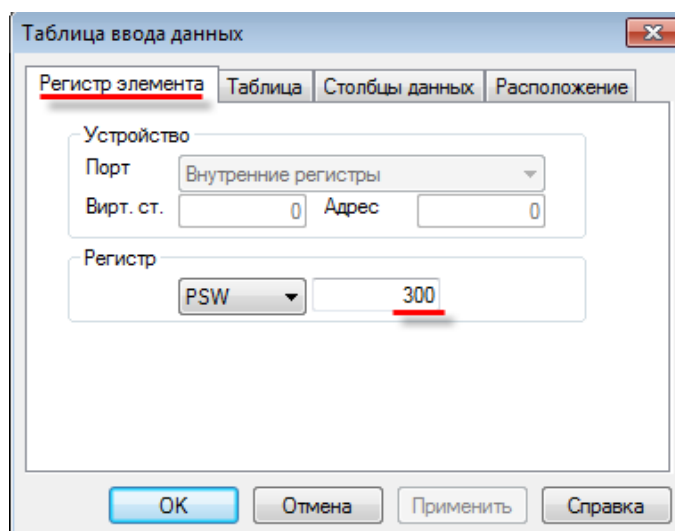 Таблица ввода данных
Регистр элемента Таблица Столбцы данных Расположение
Устройство
Порт Внутренние регистры
Вирт. ст. 0 Адрес 0
Регистр
PSW 300
OK Отмена Применить Справка